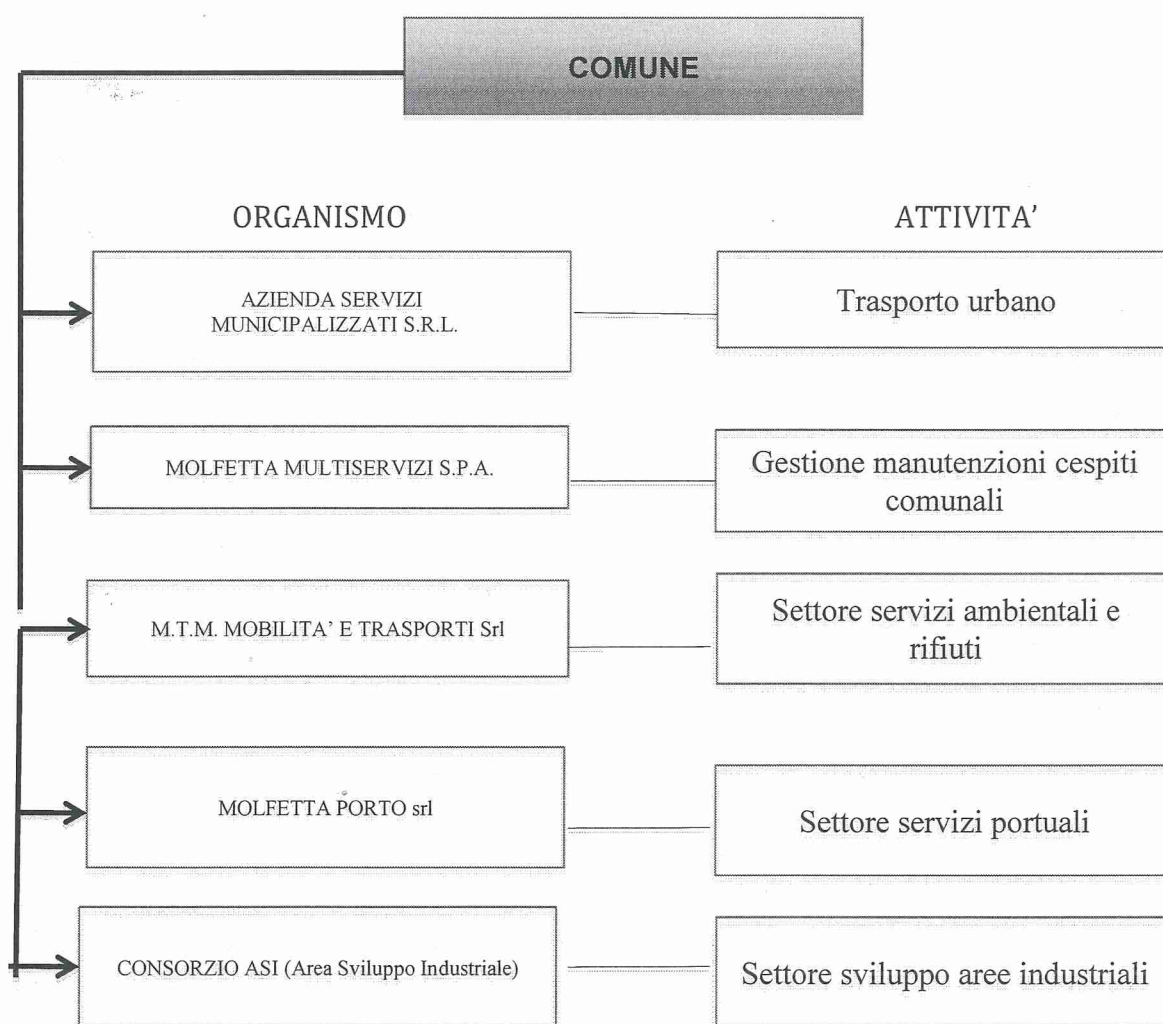 COMUNE
ORGANISMO
ATTIVITA’
AZIENDA SERVIZI
MUNICIPALIZZATI S.R.L.
Trasporto urbano
MOLFETTA MULTISERVIZI S.P.A.
Gestione manutenzioni cespiti
comunali
M.T.M. MOBILITA’ E TRASPORTI Srl
Settore servizi ambientali e
rifiuti
MOLFETTA PORTO srl
Settore servizi portuali
CONSORZIO ASI (Area Sviluppo Industriale)
Settore sviluppo aree industriali